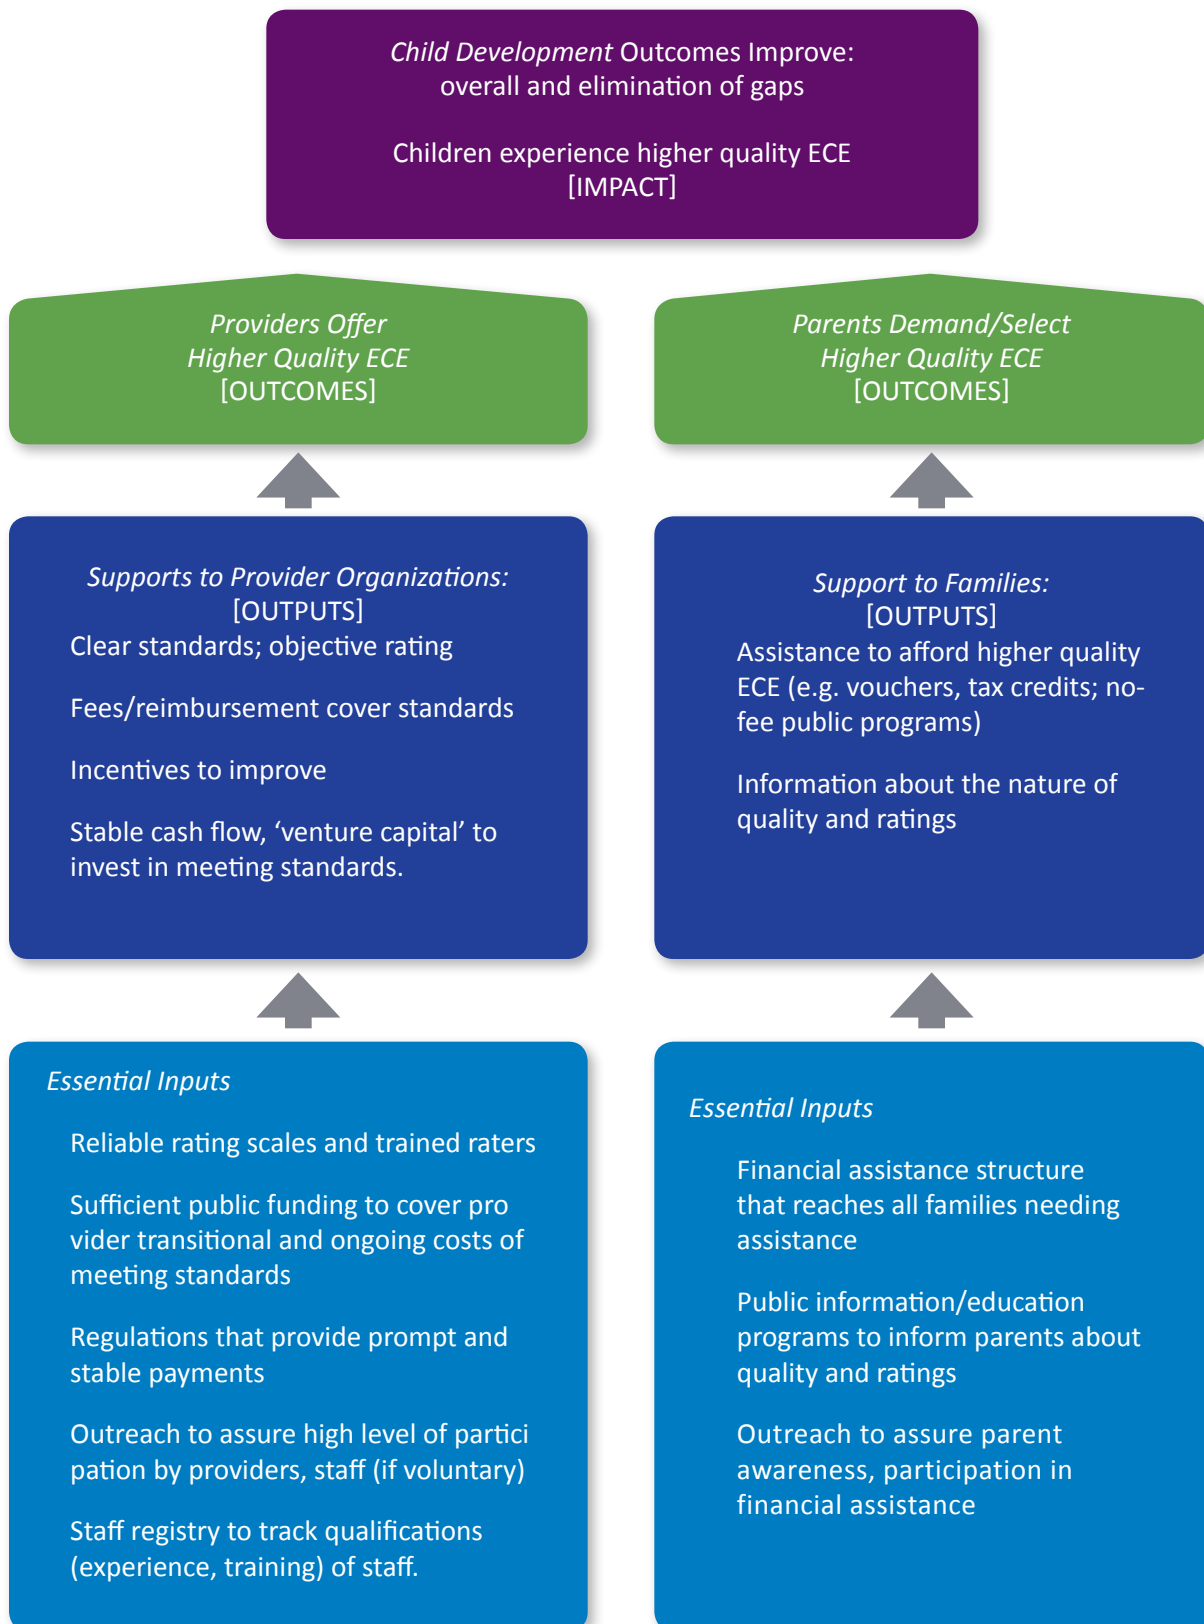 Child Development Outcomes Improve:
overall and elimination of gaps
Children experience higher quality ECE
[IMPACT]
Providers Offer
Higher Quality ECE
[OUTCOMES]
Parents Demand/Select
Higher Quality ECE
[OUTCOMES]
Supports to Provider Organizations:
[OUTPUTS]
Clear standards; objective rating
Fees/reimbursement cover standards
Incentives to improve
Stable cash flow, ‘venture capital’ to
invest in meeting standards.
Support to Families:
[OUTPUTS]
Assistance to afford higher quality
ECE (e.g. vouchers, tax credits; no-
fee public programs)
Information about the nature of
quality and ratings
Essential Inputs
Reliable rating scales and trained raters
Sufficient public funding to cover pro
vider transitional and ongoing costs of
meeting standards
Regulations that provide prompt and
stable payments
Outreach to assure high level of partici
pation by providers, staff (if voluntary)
Staff registry to track qualifications
(experience, training) of staff.
Essential Inputs
Financial assistance structure
that reaches all families needing
assistance
Public information/education
programs to inform parents about
quality and ratings
Outreach to assure parent
awareness, participation in
financial assistance